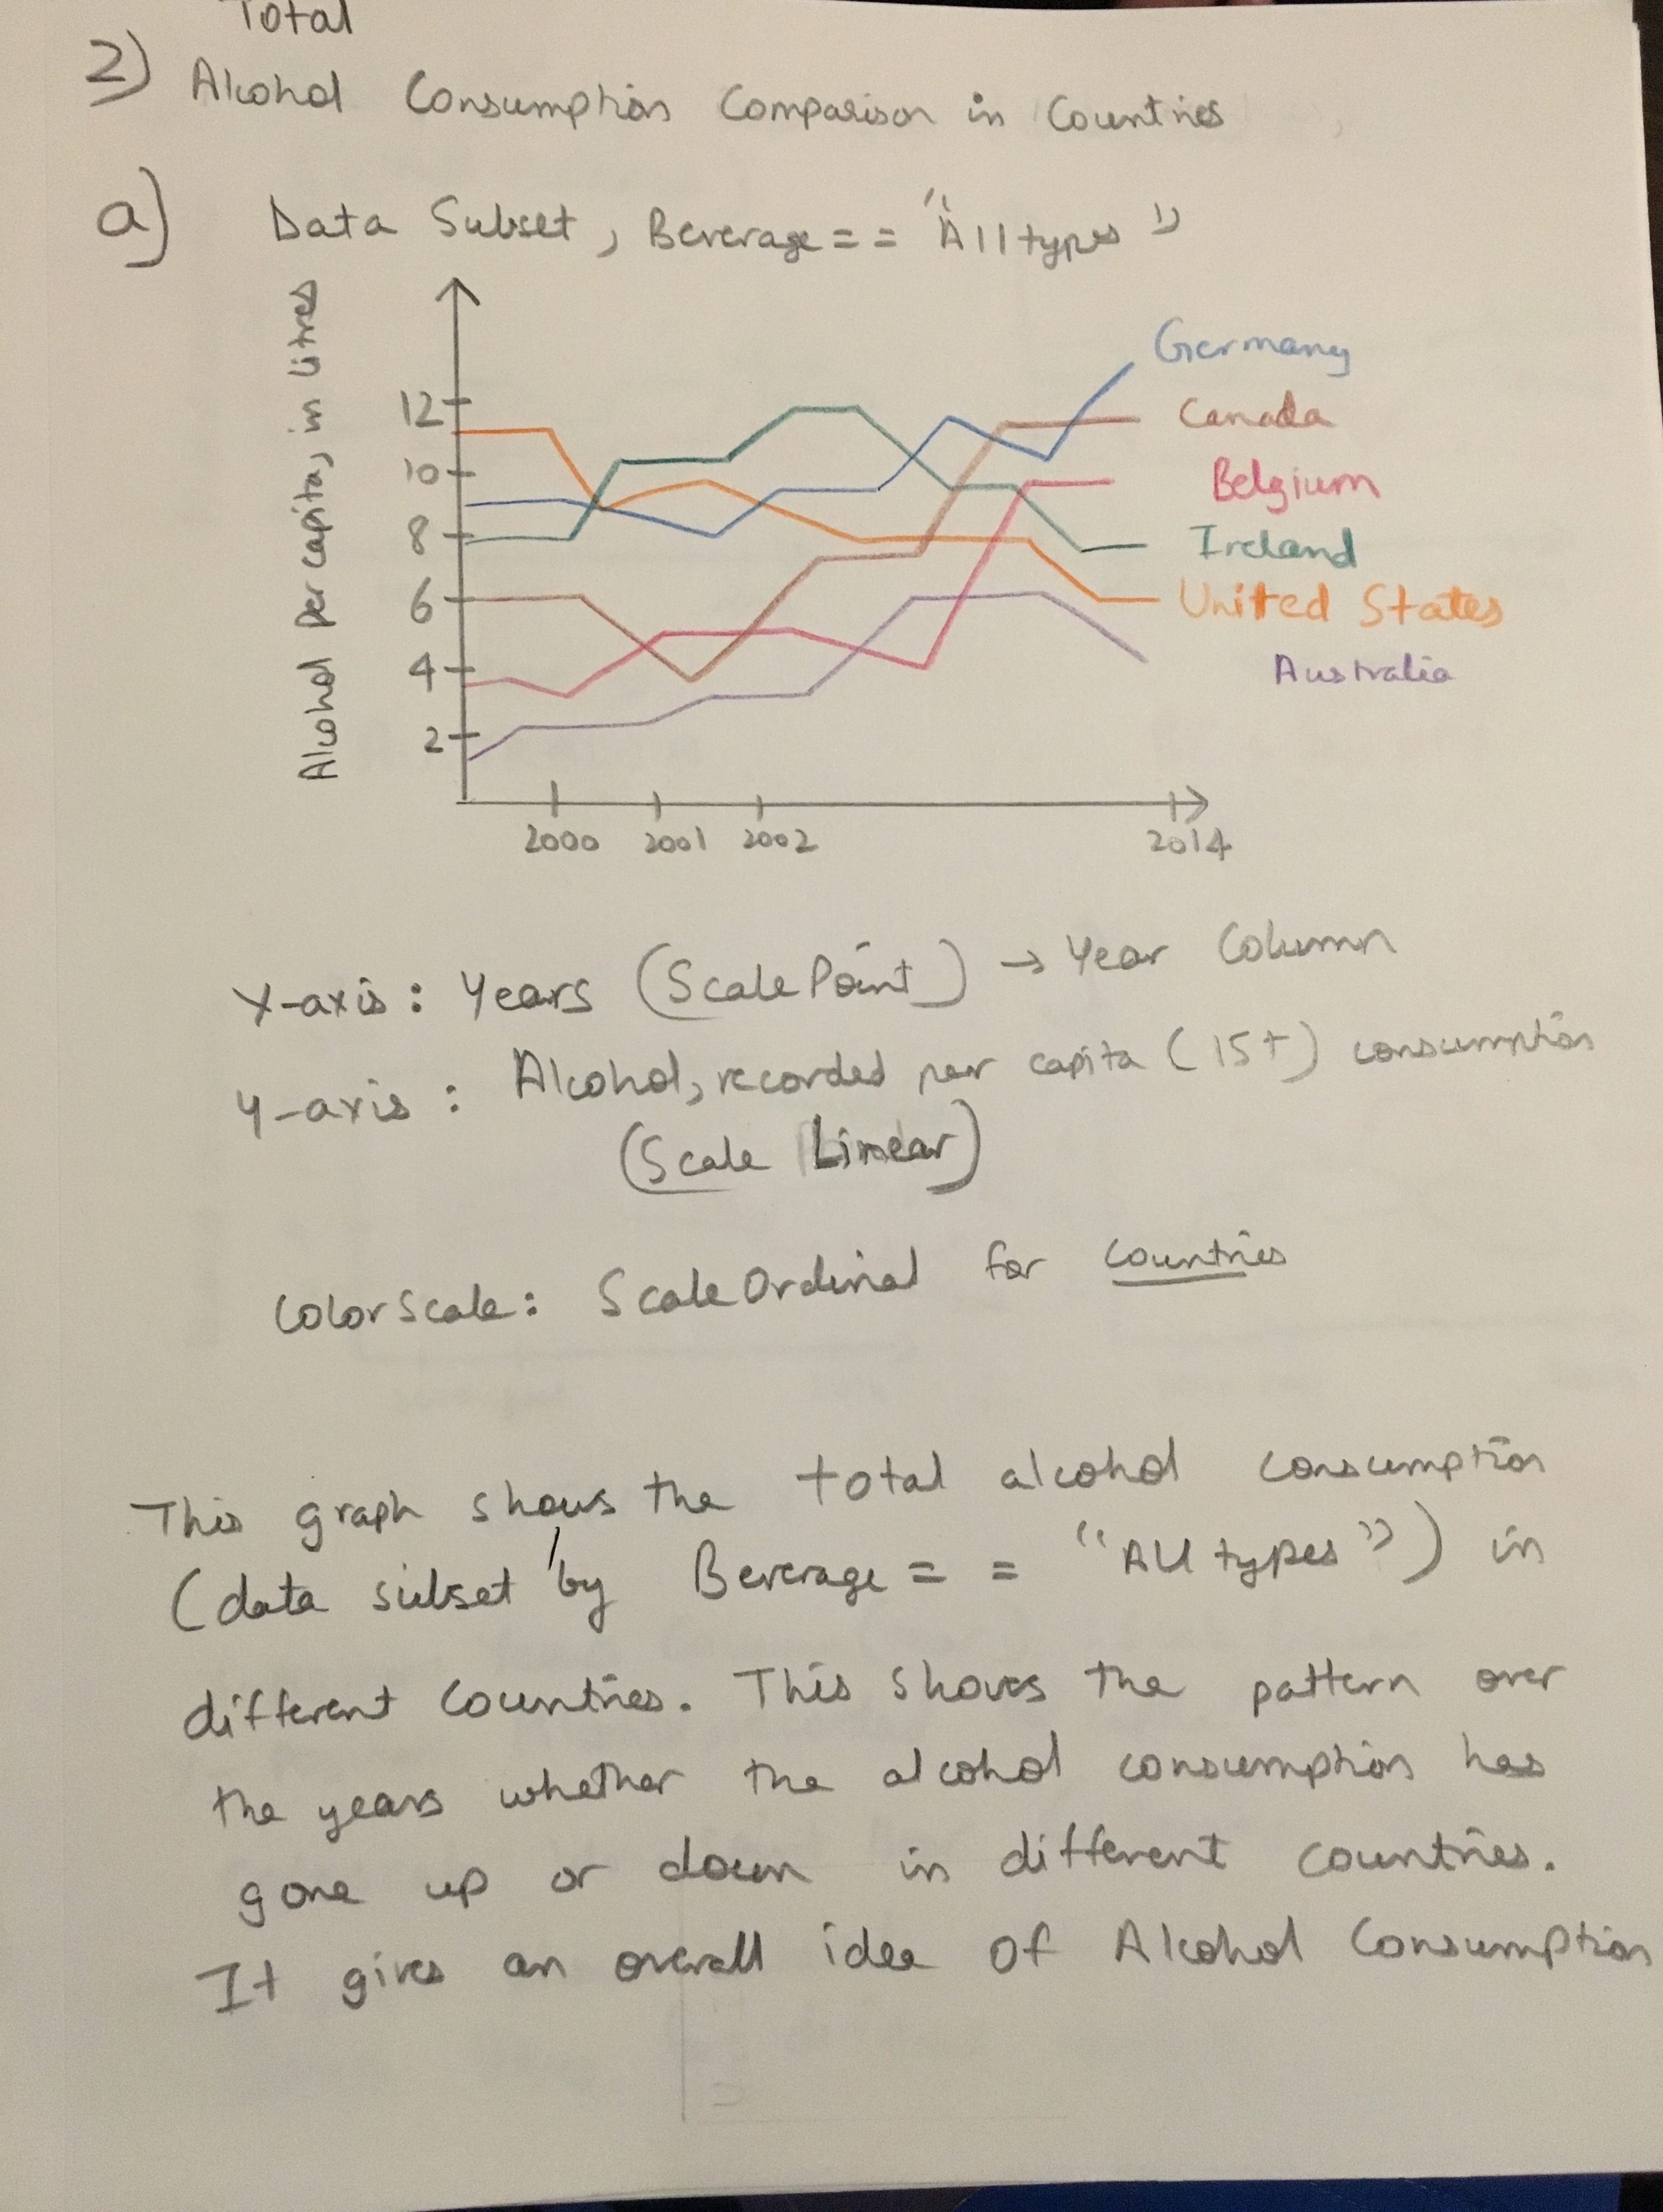 Total
2) Alcohol Consumption Comparison in Countries
a) Data Subset, Beverage == "All types"
Alcohol per capita, in litres
12
10
8
6
4
2
Germany
Canada
Belgium
Ireland
United States
Australia
2000 2001 2002 2014
X-axis: Years (Scale Point) → Year Column
Y-axis: Alcohol, recorded per capita (15+) consumption
(Scale Linear)
Color Scale: Scale Ordinal for Countries
This graph shows the total alcohol consumption
(data subset by Beverage == "All types") in
different Countries. This shows the pattern over
the years whether the alcohol consumption has
gone up or down in different countries.
It gives an overall idea of Alcohol Consumption